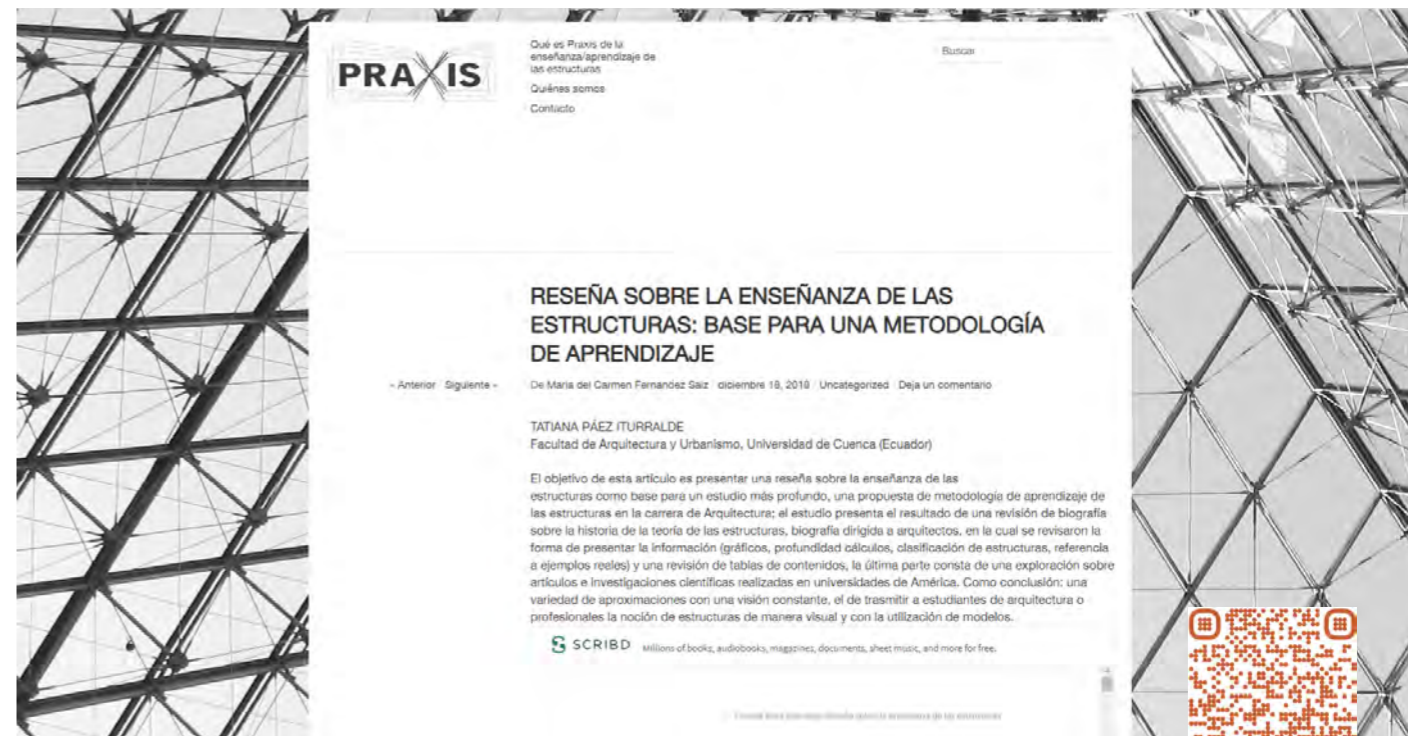 PRAXIS
Qué es Praxis de la
enseñanza/aprendizaje de
las estructuras
Quiénes somos
Contacto
Buscar
RESEÑA SOBRE LA ENSEÑANZA DE LAS
ESTRUCTURAS: BASE PARA UNA METODOLOGÍA
DE APRENDIZAJE
« Anterior Siguiente »
De Maria del Carmen Fernandez Saiz diciembre 18, 2018 Uncategorized Deja un comentario
TATIANA PÁEZ ITURRALDE
Facultad de Arquitectura y Urbanismo, Universidad de Cuenca (Ecuador)
El objetivo de esta artículo es presentar una reseña sobre la enseñanza de las
estructuras como base para un estudio más profundo, una propuesta de metodología de aprendizaje de
las estructuras en la carrera de Arquitectura; el estudio presenta el resultado de una revisión de biografía
sobre la historia de la teoría de las estructuras, biografía dirigida a arquitectos, en la cual se revisaron la
forma de presentar la información (gráficos, profundidad cálculos, clasificación de estructuras, referencia
a ejemplos reales) y una revisión de tablas de contenidos, la última parte consta de una exploración sobre
artículos e investigaciones científicas realizadas en universidades de América. Como conclusión: una
variedad de aproximaciones con una visión constante, el de trasmitir a estudiantes de arquitectura o
profesionales la noción de estructuras de manera visual y con la utilización de modelos.
SCRIBD Millions of books, audiobooks, magazines, documents, sheet music, and more for free.